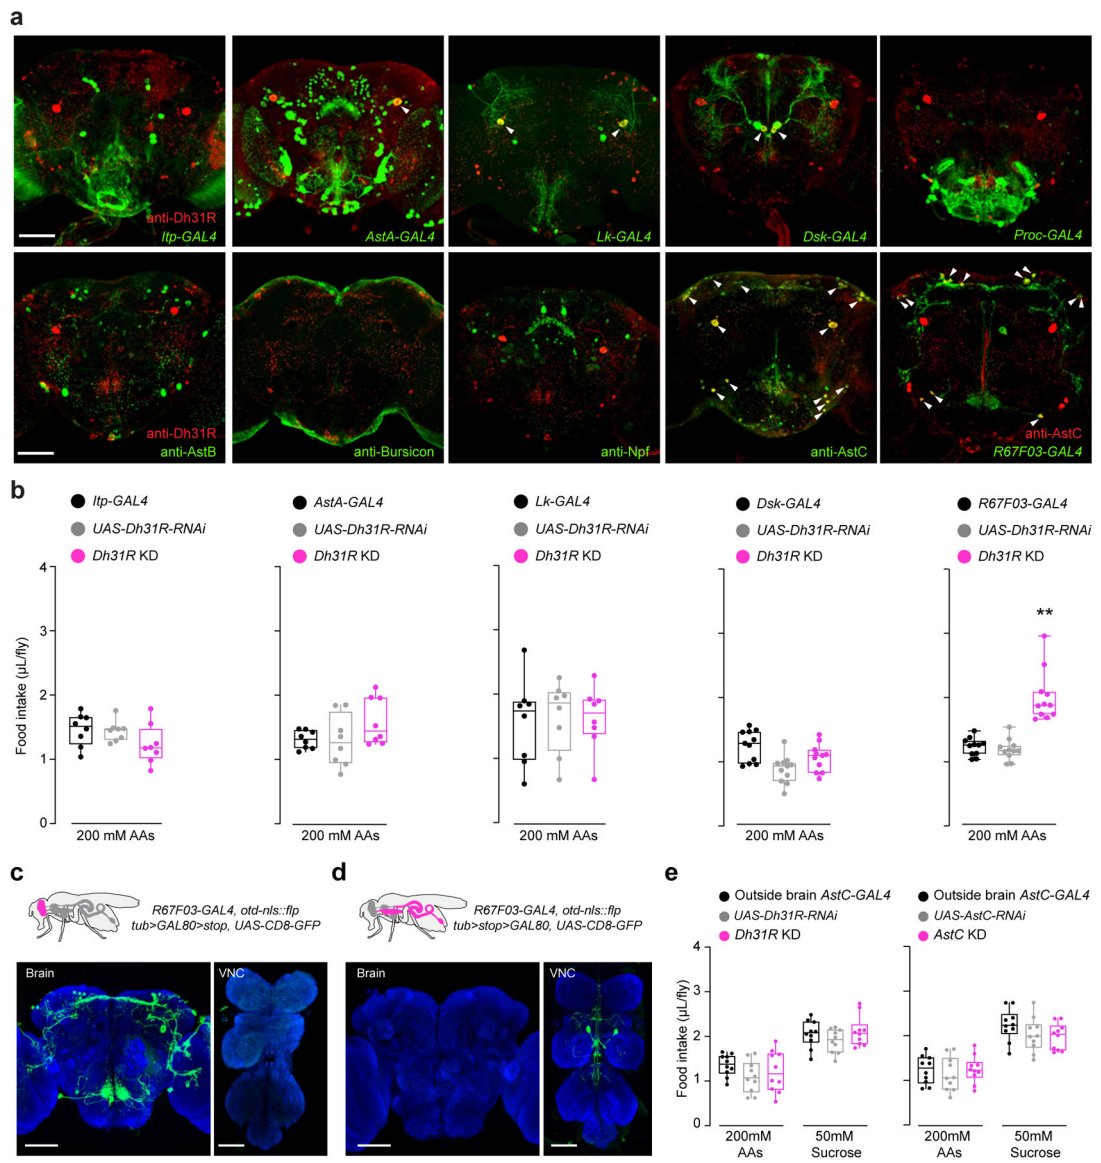 a
anti-Dh31R
Itp-GAL4
AstA-GAL4
Lk-GAL4
Dsk-GAL4
Proc-GAL4
anti-Dh31R
anti-AstB
anti-Bursicon
anti-Npf
anti-AstC
anti-AstC
R67F03-GAL4
b
Itp-GAL4
UAS-Dh31R-RNAi
Dh31R KD
AstA-GAL4
UAS-Dh31R-RNAi
Dh31R KD
Lk-GAL4
UAS-Dh31R-RNAi
Dh31R KD
Dsk-GAL4
UAS-Dh31R-RNAi
Dh31R KD
R67F03-GAL4
UAS-Dh31R-RNAi
Dh31R KD
Food intake (µL/fly)
4
3
2
1
0
**
200 mM AAs
200 mM AAs
200 mM AAs
200 mM AAs
200 mM AAs
c
R67F03-GAL4, otd-nls::flp
tub>GAL80>stop, UAS-CD8-GFP
Brain
VNC
d
R67F03-GAL4, otd-nls::flp
tub>stop>GAL80, UAS-CD8-GFP
Brain
VNC
e
Outside brain AstC-GAL4
UAS-Dh31R-RNAi
Dh31R KD
Outside brain AstC-GAL4
UAS-AstC-RNAi
AstC KD
Food intake (µL/fly)
4
3
2
1
0
200mM
AAs
50mM
Sucrose
200mM
AAs
50mM
Sucrose